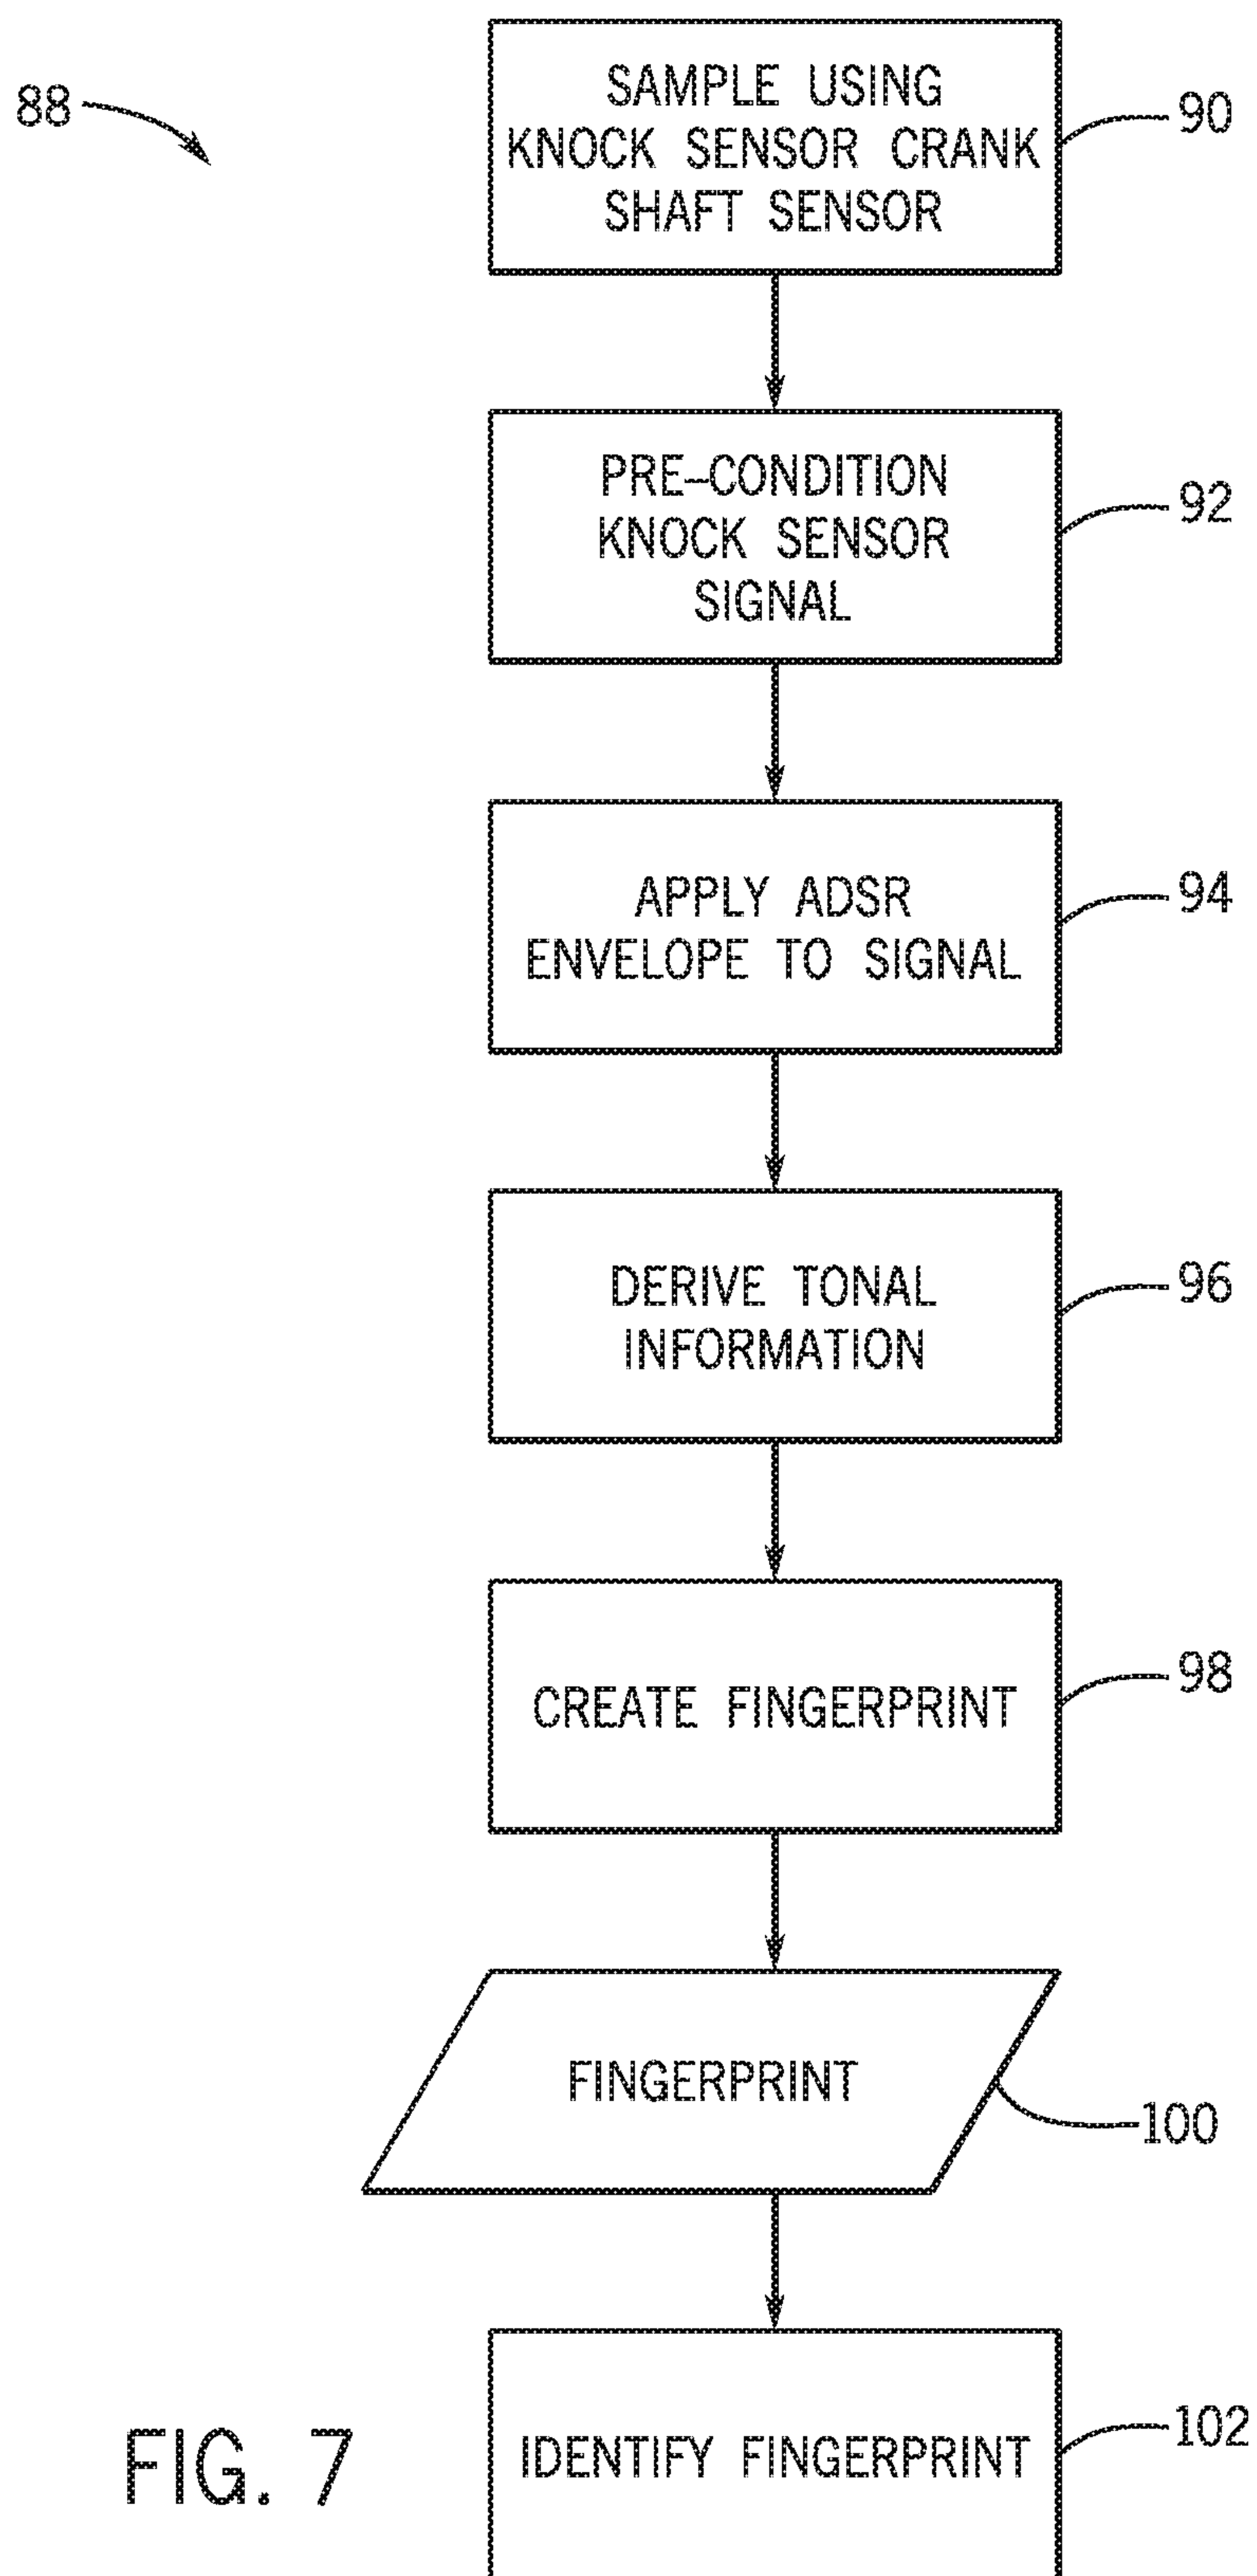 88
SAMPLE USING
KNOCK SENSOR CRANK
SHAFT SENSOR
90
PRE-CONDITION
KNOCK SENSOR
SIGNAL
92
APPLY ADSR
ENVELOPE TO SIGNAL
94
DERIVE TONAL
INFORMATION
96
CREATE FINGERPRINT
98
FINGERPRINT
100
IDENTIFY FINGERPRINT
102
FIG. 7